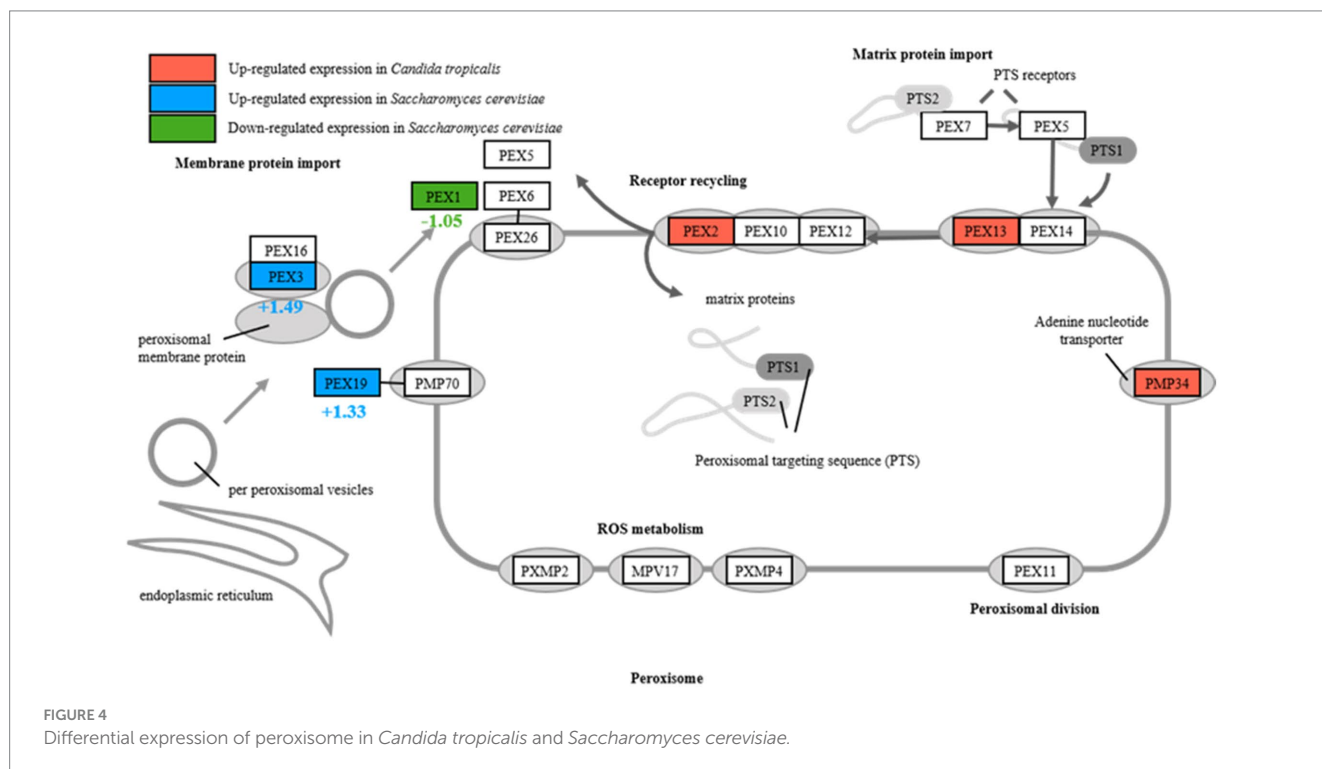 Up-regulated expression in Candida tropicalis
Up-regulated expression in Saccharomyces cerevisiae
Down-regulated expression in Saccharomyces cerevisiae
Membrane protein import
Matrix protein import
PTS receptors
PTS2
PEX7
PEX5
PTS1
PEX5
PEX1
PEX6
-1.05
PEX26
Receptor recycling
PEX2
PEX10
PEX12
PEX13
PEX14
PEX16
PEX3
+1.49
peroxisomal
membrane protein
matrix proteins
PTS1
PTS2
Peroxisomal targeting sequence (PTS)
Adenine nucleotide
transporter
PMP34
PEX19
PMP70
+1.33
per peroxisomal vesicles
endoplasmic reticulum
ROS metabolism
PXMP2
MPV17
PXMP4
PEX11
Peroxisomal division
Peroxisome
FIGURE 4
Differential expression of peroxisome in Candida tropicalis and Saccharomyces cerevisiae.